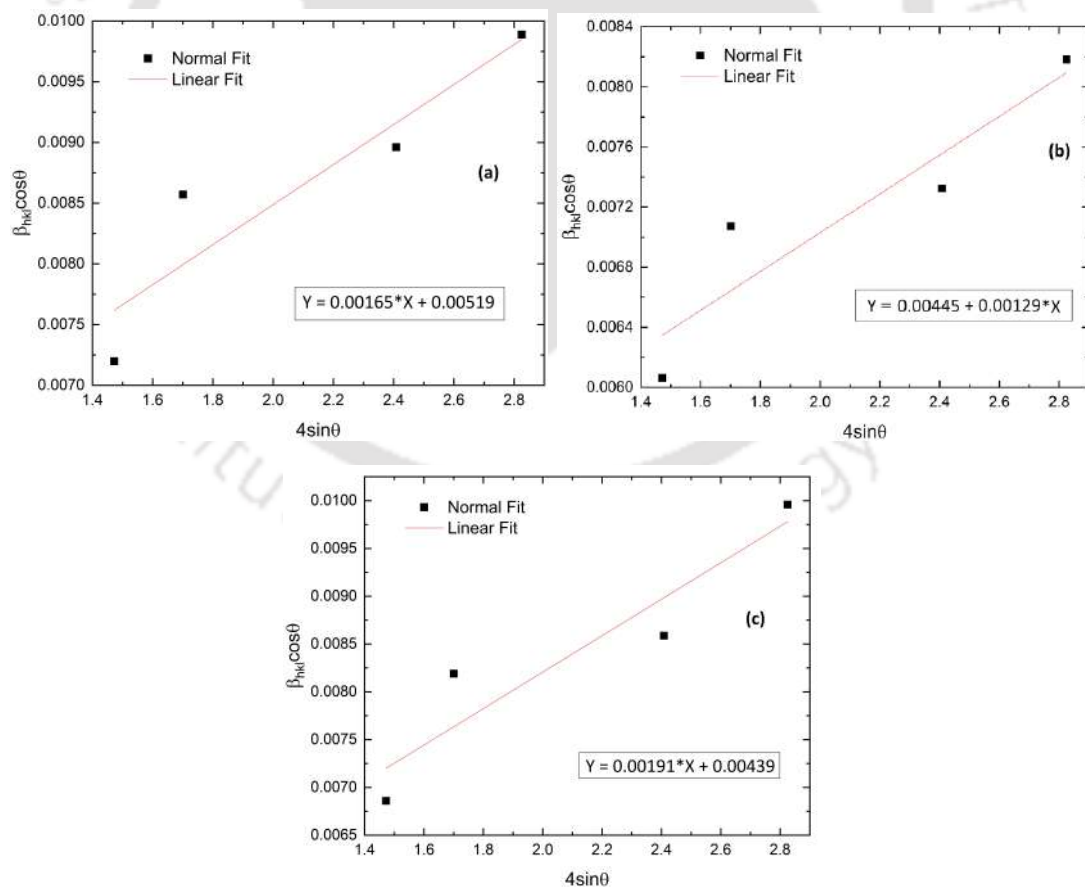 0.0100
0.0095
0.0090
0.0085
0.0080
0.0075
0.0070
β_hkl cosθ
Normal Fit
Linear Fit
(a)
Y = 0.00165*X + 0.00519
1.4 1.6 1.8 2.0 2.2 2.4 2.6 2.8
4sinθ
0.0084
0.0080
0.0076
0.0072
0.0068
0.0064
0.0060
β_hkl cosθ
Normal Fit
Linear Fit
(b)
Y = 0.00445 + 0.00129*X
1.4 1.6 1.8 2.0 2.2 2.4 2.6 2.8
4sinθ
0.0100
0.0095
0.0090
0.0085
0.0080
0.0075
0.0070
0.0065
β_hkl cosθ
Normal Fit
Linear Fit
(c)
Y = 0.00191*X + 0.00439
1.4 1.6 1.8 2.0 2.2 2.4 2.6 2.8
4sinθ